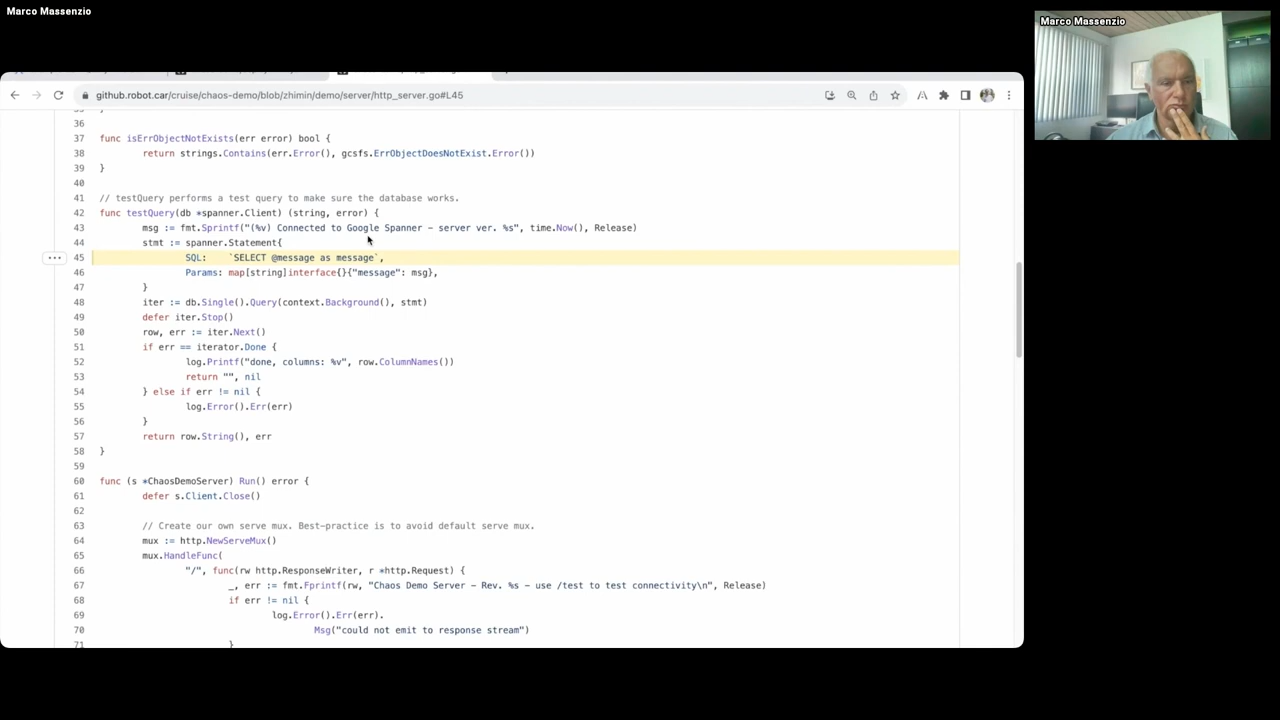 Marco Massenzio
Marco Massenzio
github.robot.car/cruise/chaos-demo/blob/zhimin/demo/server/http_server.go#L45
36
37 func isErrObjectNotExists(err error) bool {
38 return strings.Contains(err.Error(), gcsfs.ErrObjectDoesNotExist.Error())
39 }
40
41 // testQuery performs a test query to make sure the database works.
42 func testQuery(db *spanner.Client) (string, error) {
43 msg := fmt.Sprintf("(%v) Connected to Google Spanner - server ver. %s", time.Now(), Release)
44 stmt := spanner.Statement{
45 SQL: `SELECT @message as message`,
46 Params: map[string]interface{}{"message": msg},
47 }
48 iter := db.Single().Query(context.Background(), stmt)
49 defer iter.Stop()
50 row, err := iter.Next()
51 if err == iterator.Done {
52 log.Printf("done, columns: %v", row.ColumnNames())
53 return "", nil
54 } else if err != nil {
55 log.Error().Err(err)
56 }
57 return row.String(), err
58 }
59
60 func (s *ChaosDemoServer) Run() error {
61 defer s.Client.Close()
62
63 // Create our own serve mux. Best-practice is to avoid default serve mux.
64 mux := http.NewServeMux()
65 mux.HandleFunc(
66 "/", func(rw http.ResponseWriter, r *http.Request) {
67 _, err := fmt.Fprintf(rw, "Chaos Demo Server - Rev. %s - use /test to test connectivity\n", Release)
68 if err != nil {
69 log.Error().Err(err).
70 Msg("could not emit to response stream")
71 }